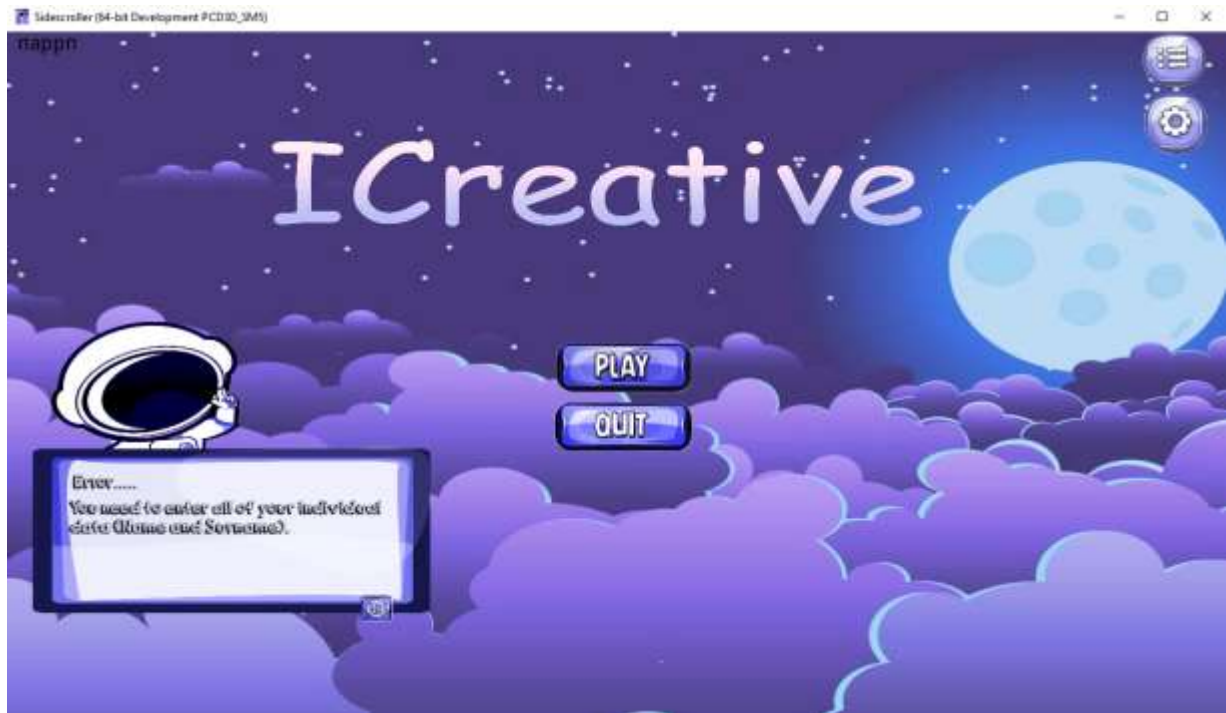 Sidescroller (64-bit Development PCD3D_SM5)
nappn
ICreative
PLAY
QUIT
Error.....
You need to enter all of your individual
data (Name and Surname).